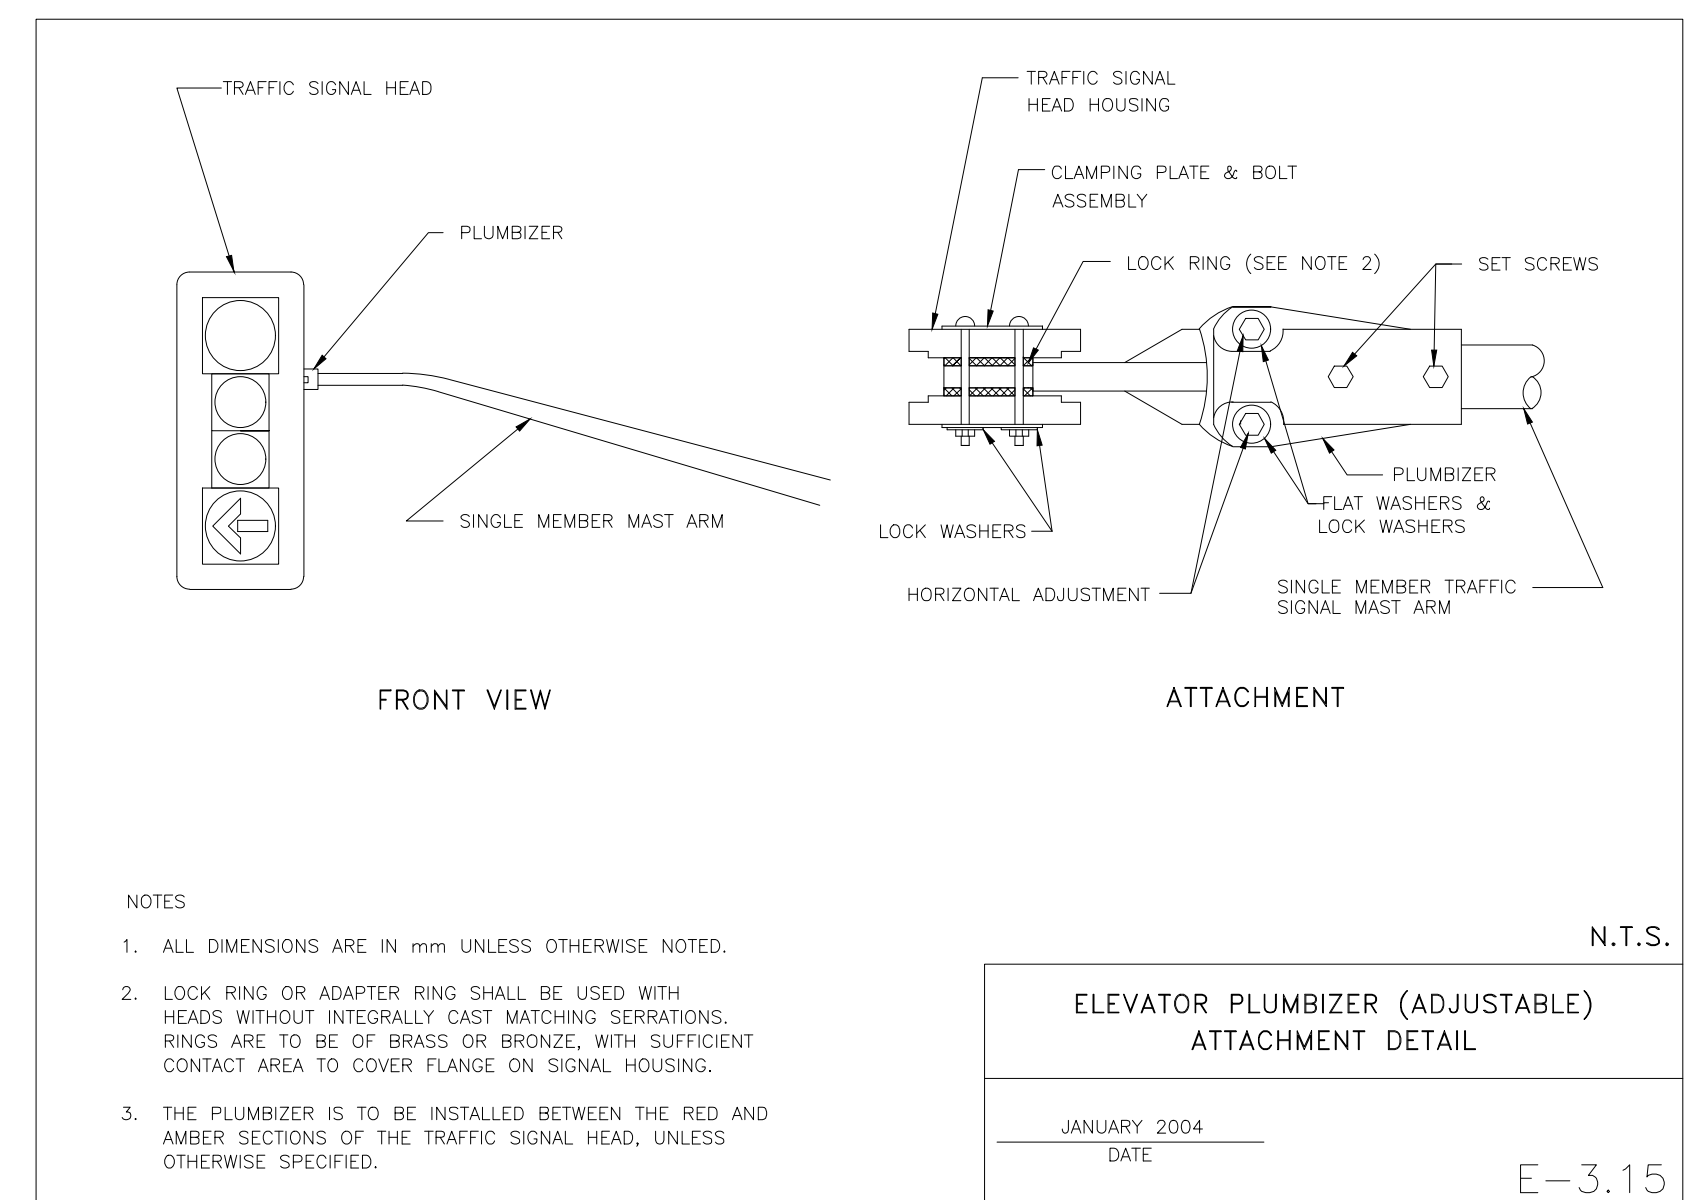 TRAFFIC SIGNAL HEAD
PLUMBIZER
SINGLE MEMBER MAST ARM
FRONT VIEW
TRAFFIC SIGNAL
HEAD HOUSING
CLAMPING PLATE & BOLT
ASSEMBLY
LOCK RING (SEE NOTE 2)
SET SCREWS
PLUMBIZER
FLAT WASHERS &
LOCK WASHERS
LOCK WASHERS
HORIZONTAL ADJUSTMENT
SINGLE MEMBER TRAFFIC
SIGNAL MAST ARM
ATTACHMENT
NOTES
1. ALL DIMENSIONS ARE IN mm UNLESS OTHERWISE NOTED.
2. LOCK RING OR ADAPTER RING SHALL BE USED WITH
HEADS WITHOUT INTEGRALLY CAST MATCHING SERRATIONS.
RINGS ARE TO BE OF BRASS OR BRONZE, WITH SUFFICIENT
CONTACT AREA TO COVER FLANGE ON SIGNAL HOUSING.
3. THE PLUMBIZER IS TO BE INSTALLED BETWEEN THE RED AND
AMBER SECTIONS OF THE TRAFFIC SIGNAL HEAD, UNLESS
OTHERWISE SPECIFIED.
N.T.S.
ELEVATOR PLUMBIZER (ADJUSTABLE)
ATTACHMENT DETAIL
JANUARY 2004
DATE
E-3.15